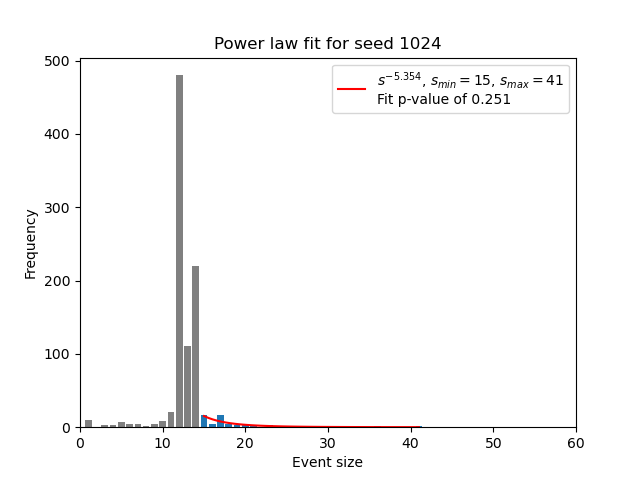 Power law fit for seed 1024
s^{-5.354}, s_{min} = 15, s_{max} = 41
Fit p-value of 0.251
500
400
300
200
100
0
Frequency
0 10 20 30 40 50 60
Event size